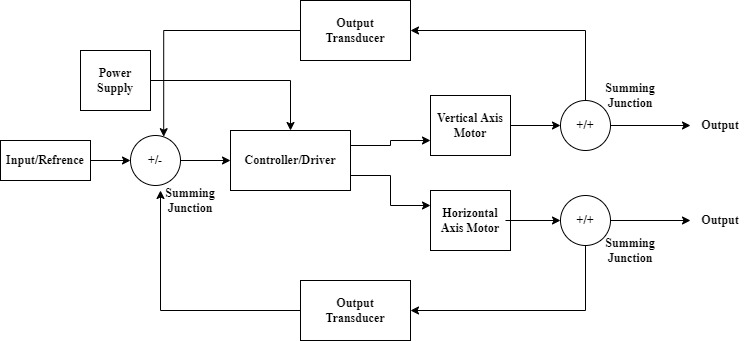 Output
Transducer
Power
Supply
Summing
Junction
Vertical Axis
Motor
+/+
Output
Input/Refrence
+/-
Controller/Driver
Summing
Junction
Horizontal
Axis Motor
+/+
Output
Summing
Junction
Output
Transducer